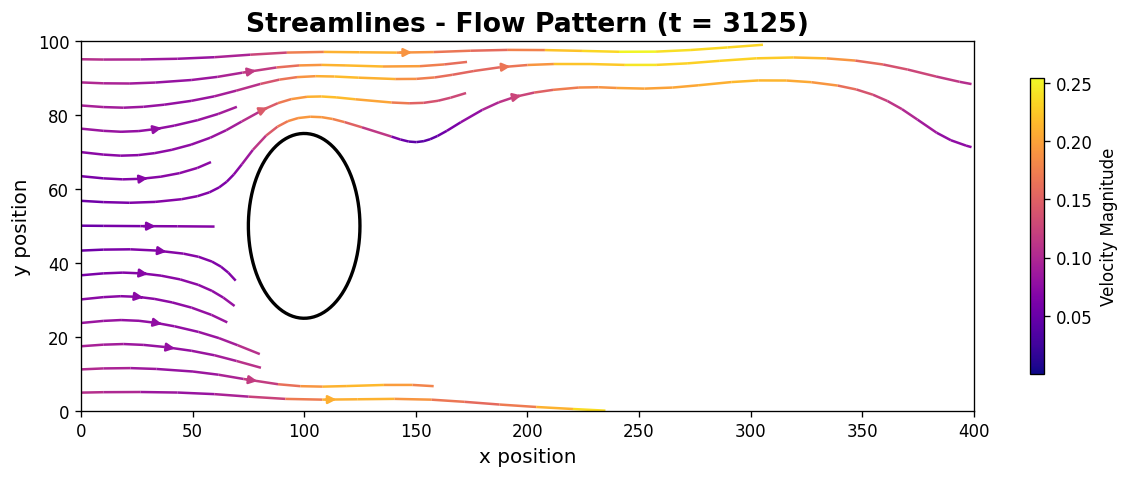 Streamlines - Flow Pattern (t = 3125)
100
80
60
40
20
0
y position
0 50 100 150 200 250 300 350 400
x position
0.25
0.20
0.15
0.10
0.05
Velocity Magnitude